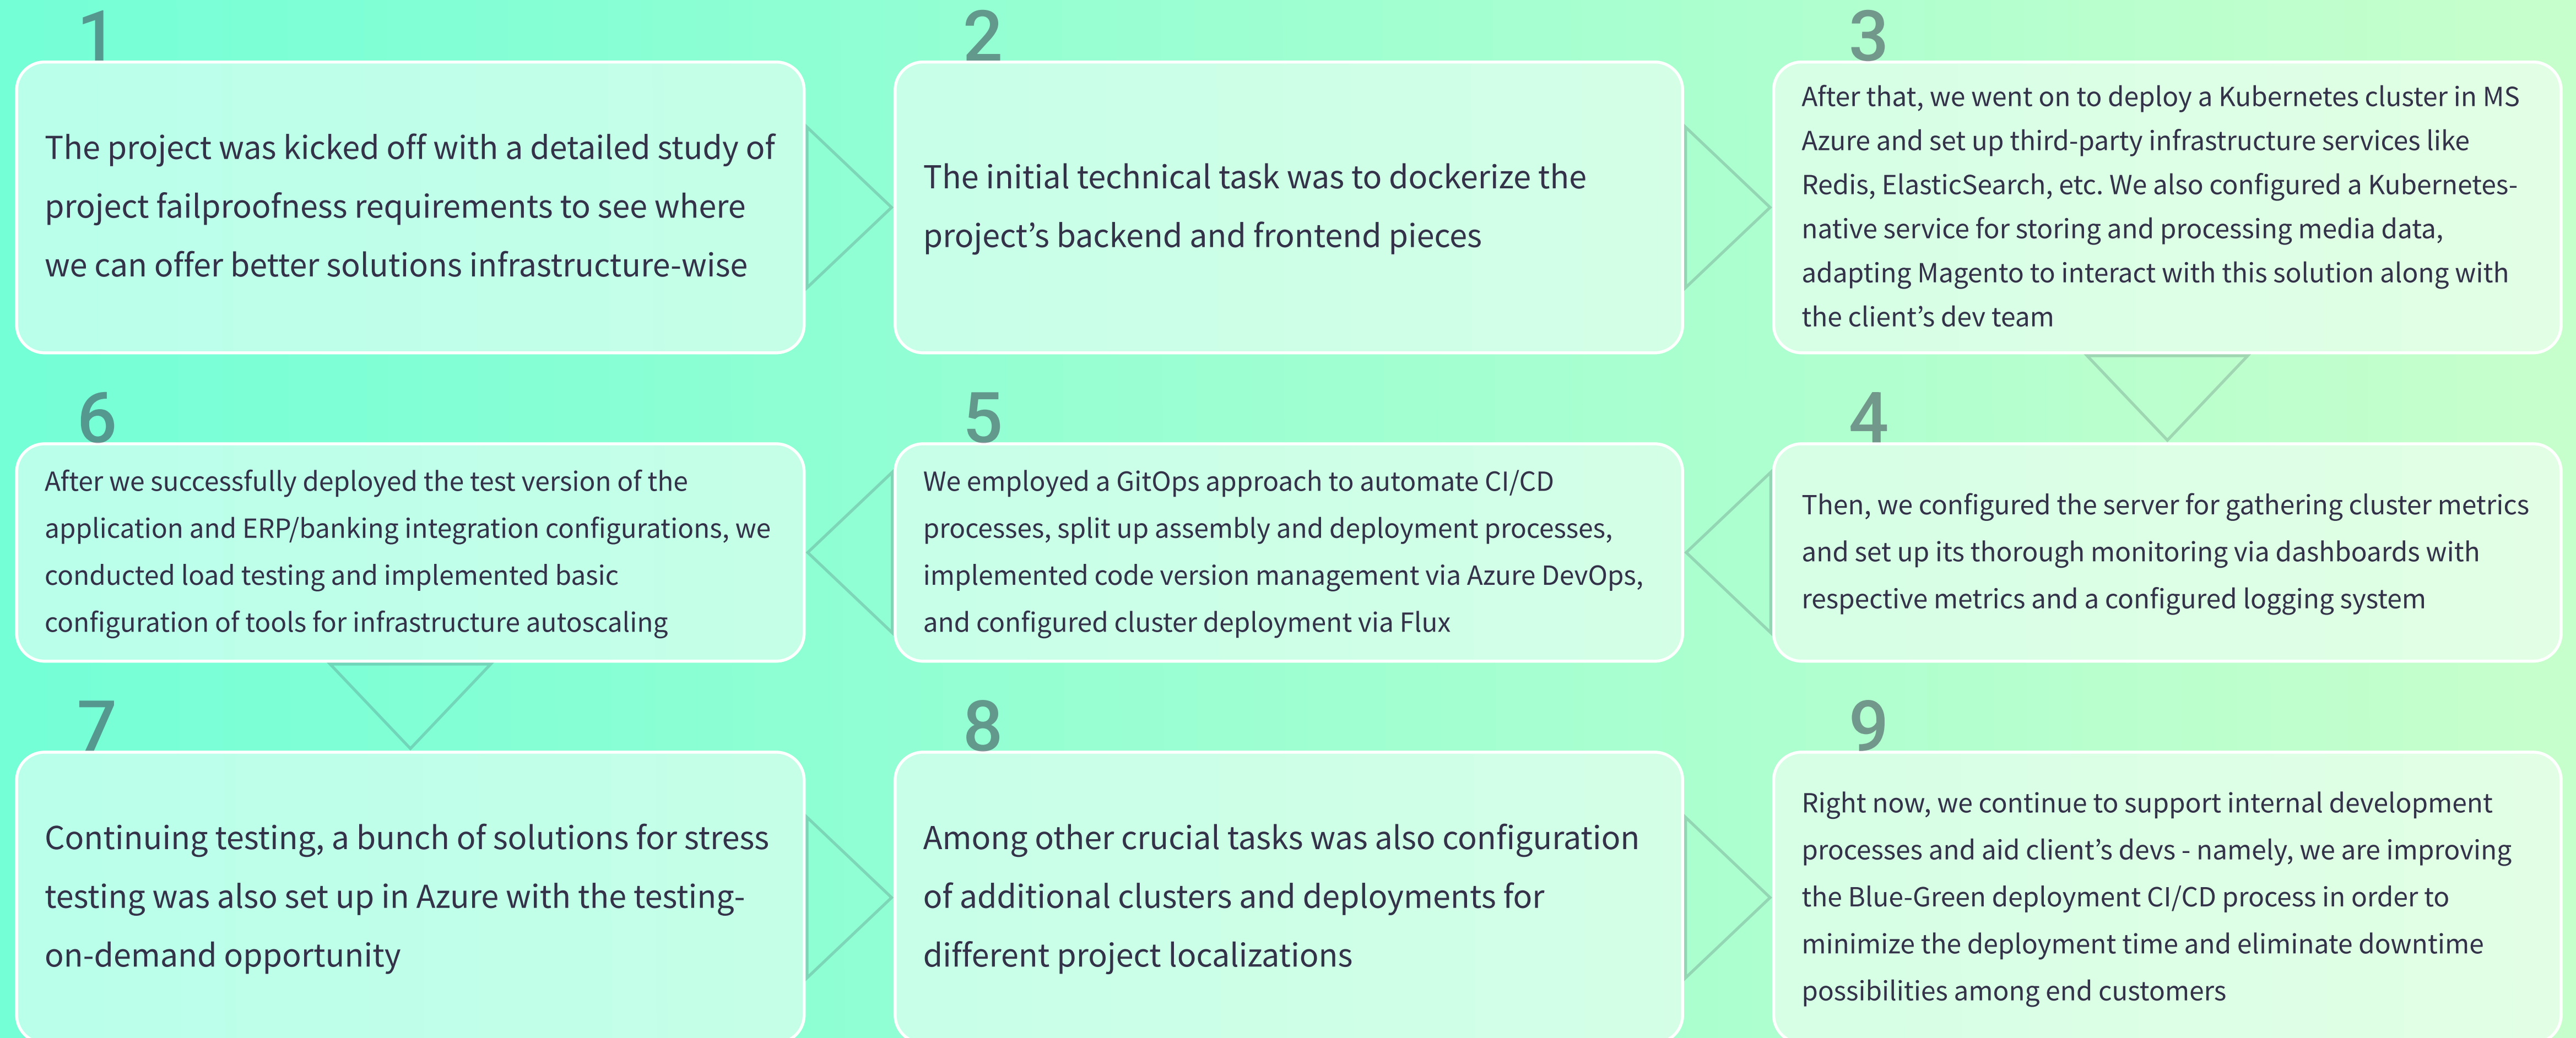 1
The project was kicked off with a detailed study of
project failproofness requirements to see where
we can offer better solutions infrastructure-wise
2
The initial technical task was to dockerize the
project’s backend and frontend pieces
3
After that, we went on to deploy a Kubernetes cluster in MS
Azure and set up third-party infrastructure services like
Redis, ElasticSearch, etc. We also configured a Kubernetes-
native service for storing and processing media data,
adapting Magento to interact with this solution along with
the client’s dev team
4
Then, we configured the server for gathering cluster metrics
and set up its thorough monitoring via dashboards with
respective metrics and a configured logging system
5
We employed a GitOps approach to automate CI/CD
processes, split up assembly and deployment processes,
implemented code version management via Azure DevOps,
and configured cluster deployment via Flux
6
After we successfully deployed the test version of the
application and ERP/banking integration configurations, we
conducted load testing and implemented basic
configuration of tools for infrastructure autoscaling
7
Continuing testing, a bunch of solutions for stress
testing was also set up in Azure with the testing-
on-demand opportunity
8
Among other crucial tasks was also configuration
of additional clusters and deployments for
different project localizations
9
Right now, we continue to support internal development
processes and aid client’s devs - namely, we are improving
the Blue-Green deployment CI/CD process in order to
minimize the deployment time and eliminate downtime
possibilities among end customers